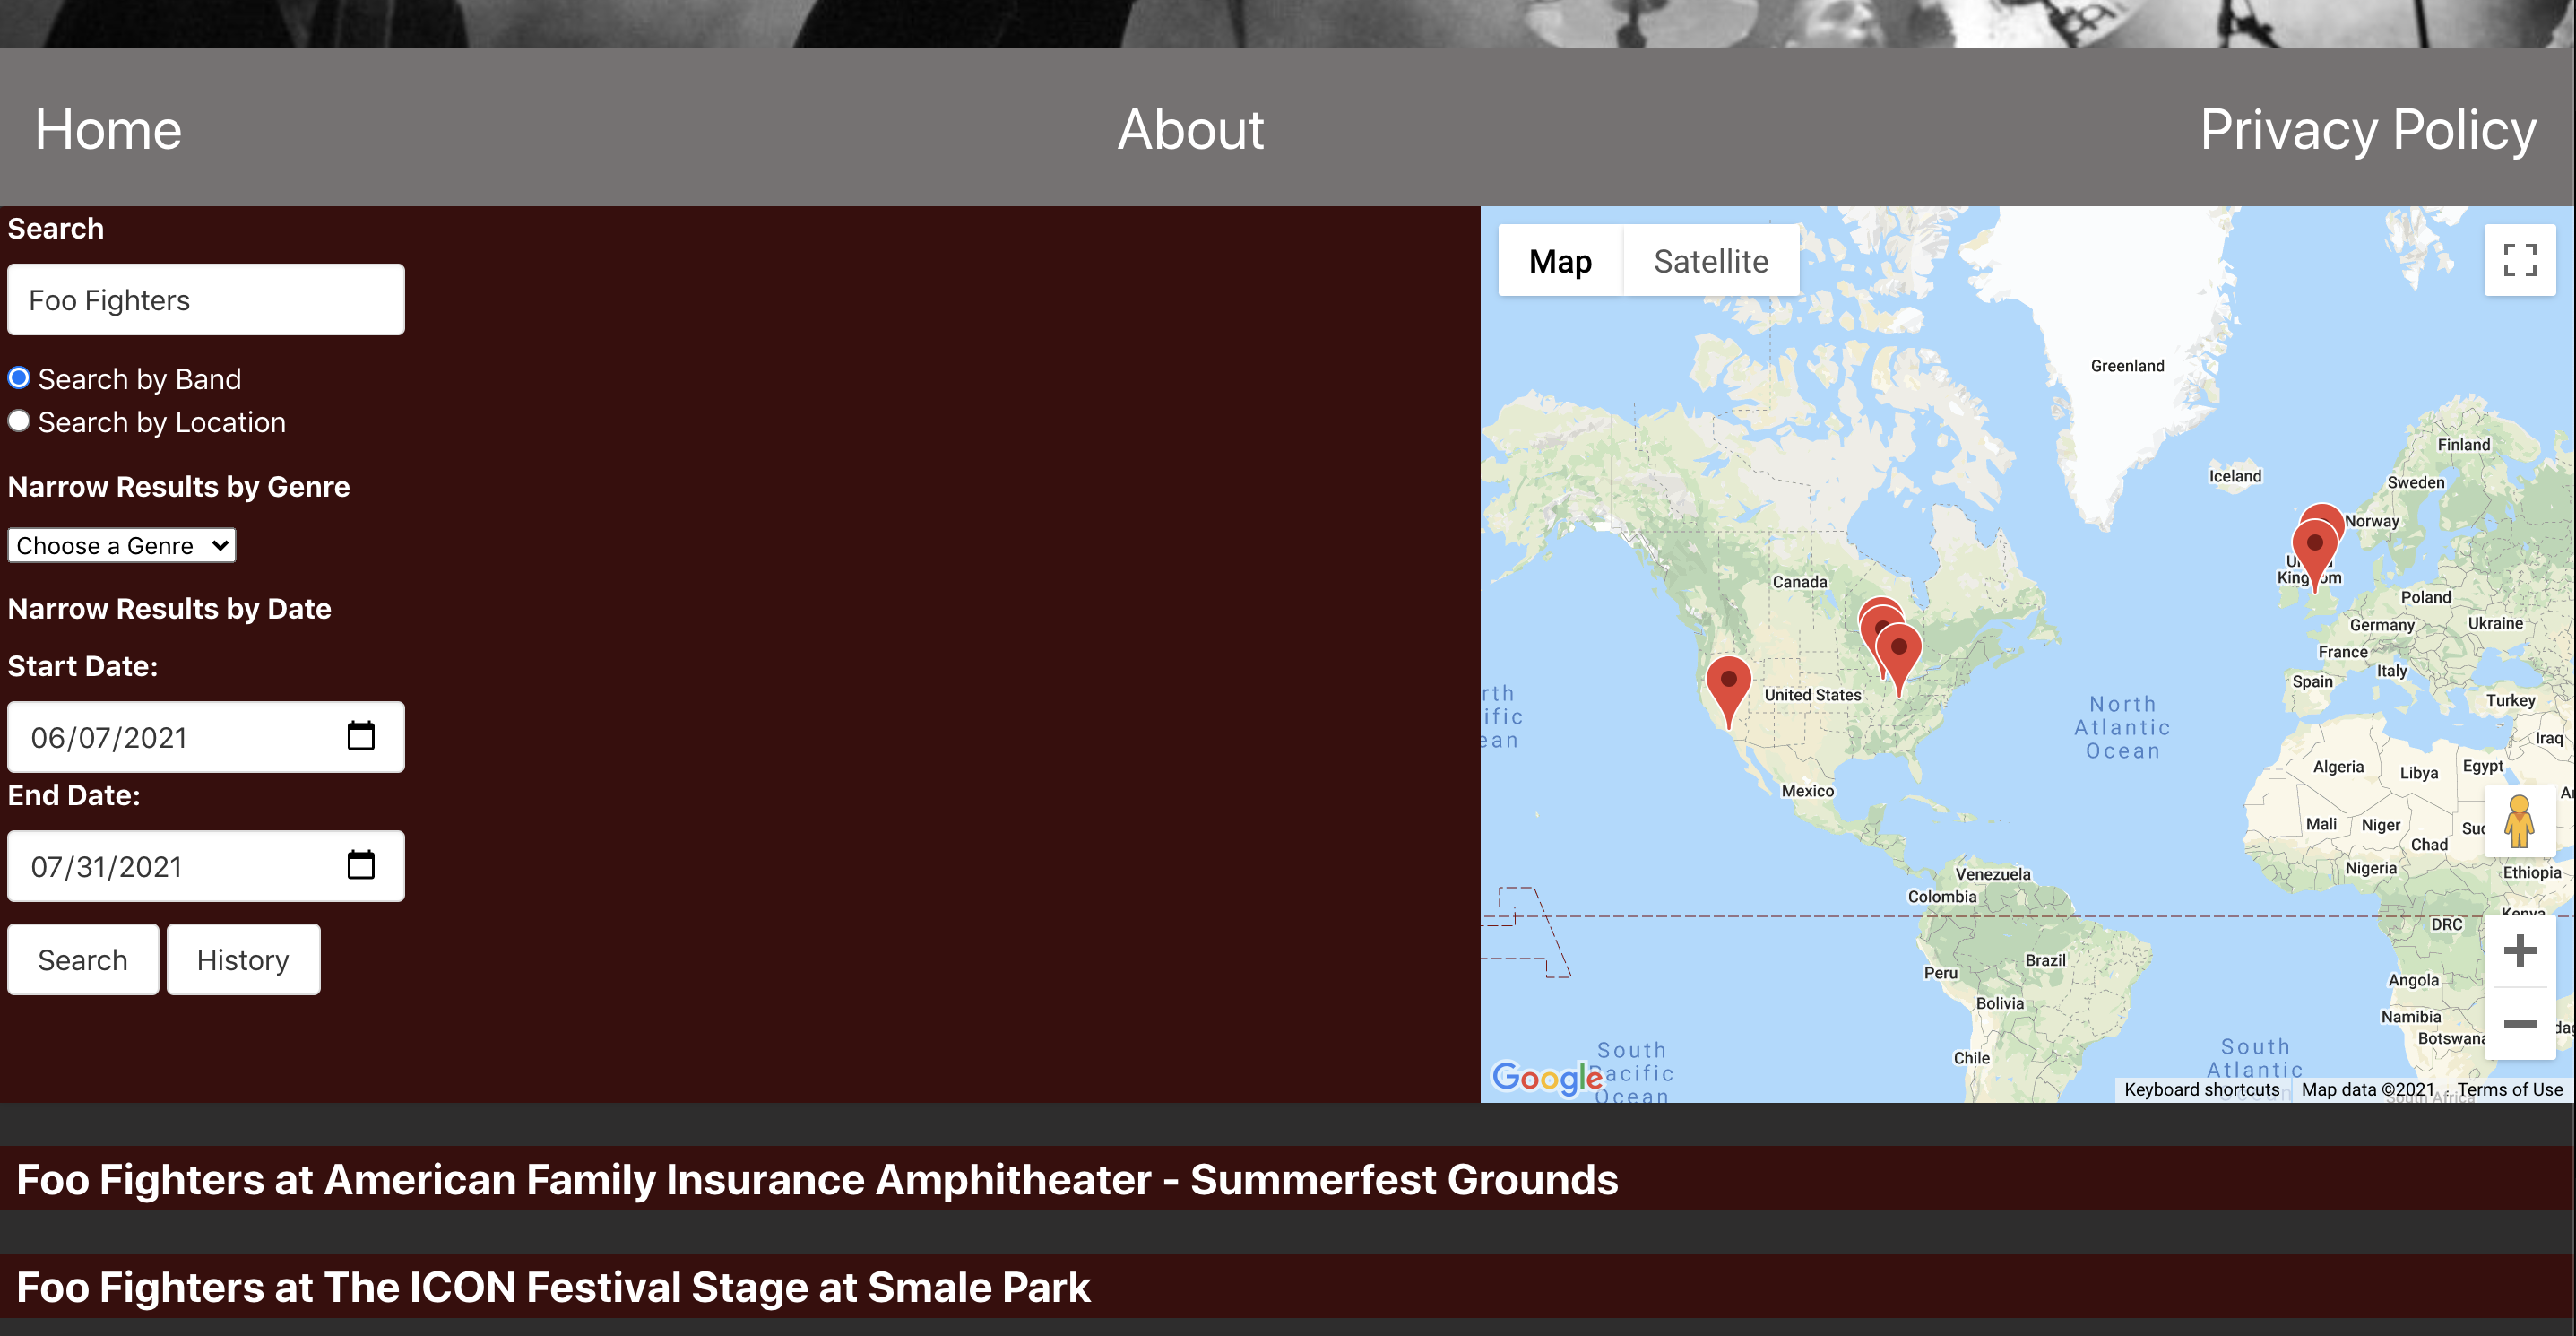 Home About Privacy Policy
Search
Foo Fighters
Search by Band
Search by Location
Narrow Results by Genre
Choose a Genre
Narrow Results by Date
Start Date:
06/07/2021
End Date:
07/31/2021
Search History
Map Satellite
Greenland
Finland
Iceland
Sweden
Norway
Canada
Kingdom
Poland
Germany
Ukraine
France
Italy
Spain
United States
Turkey
North
Atlantic
Ocean
Iraq
Algeria
Libya
Egypt
Mexico
Mali
Niger
Chad
Nigeria
Ethiopia
Venezuela
Colombia
Kenya
DRC
Brazil
Peru
Angola
Bolivia
Namibia
Botswana
Chile
South
Pacific
Ocean
South
Atlantic
Google
Keyboard shortcuts Map data ©2021 Terms of Use
South Africa
Foo Fighters at American Family Insurance Amphitheater - Summerfest Grounds
Foo Fighters at The ICON Festival Stage at Smale Park